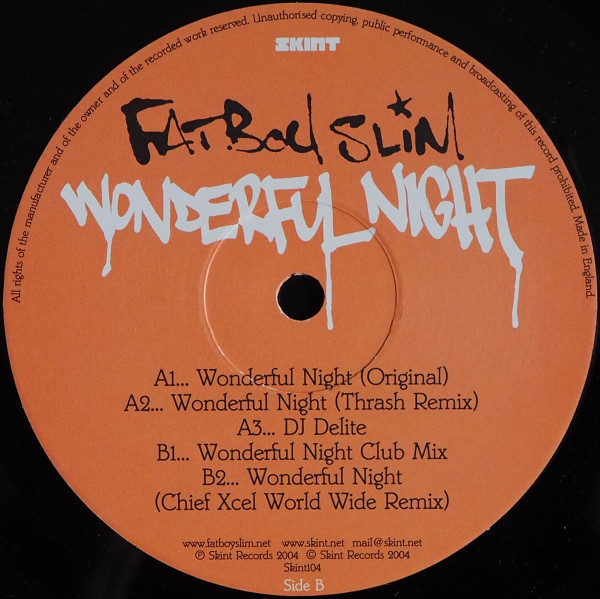 All rights of the manufacturer and of the owner and of the recorded work reserved. Unauthorised copying, public performance and broadcasting of this record prohibited. Made in England.
SKINT
FATBOY SLIM
WONDERFUL NIGHT
A1... Wonderful Night (Original)
A2... Wonderful Night (Thrash Remix)
A3... DJ Delite
B1... Wonderful Night Club Mix
B2... Wonderful Night
(Chief Xcel World Wide Remix)
www.fatboyslim.net www.skint.net mail@skint.net
℗ Skint Records 2004 © Skint Records 2004
Skint104
Side B